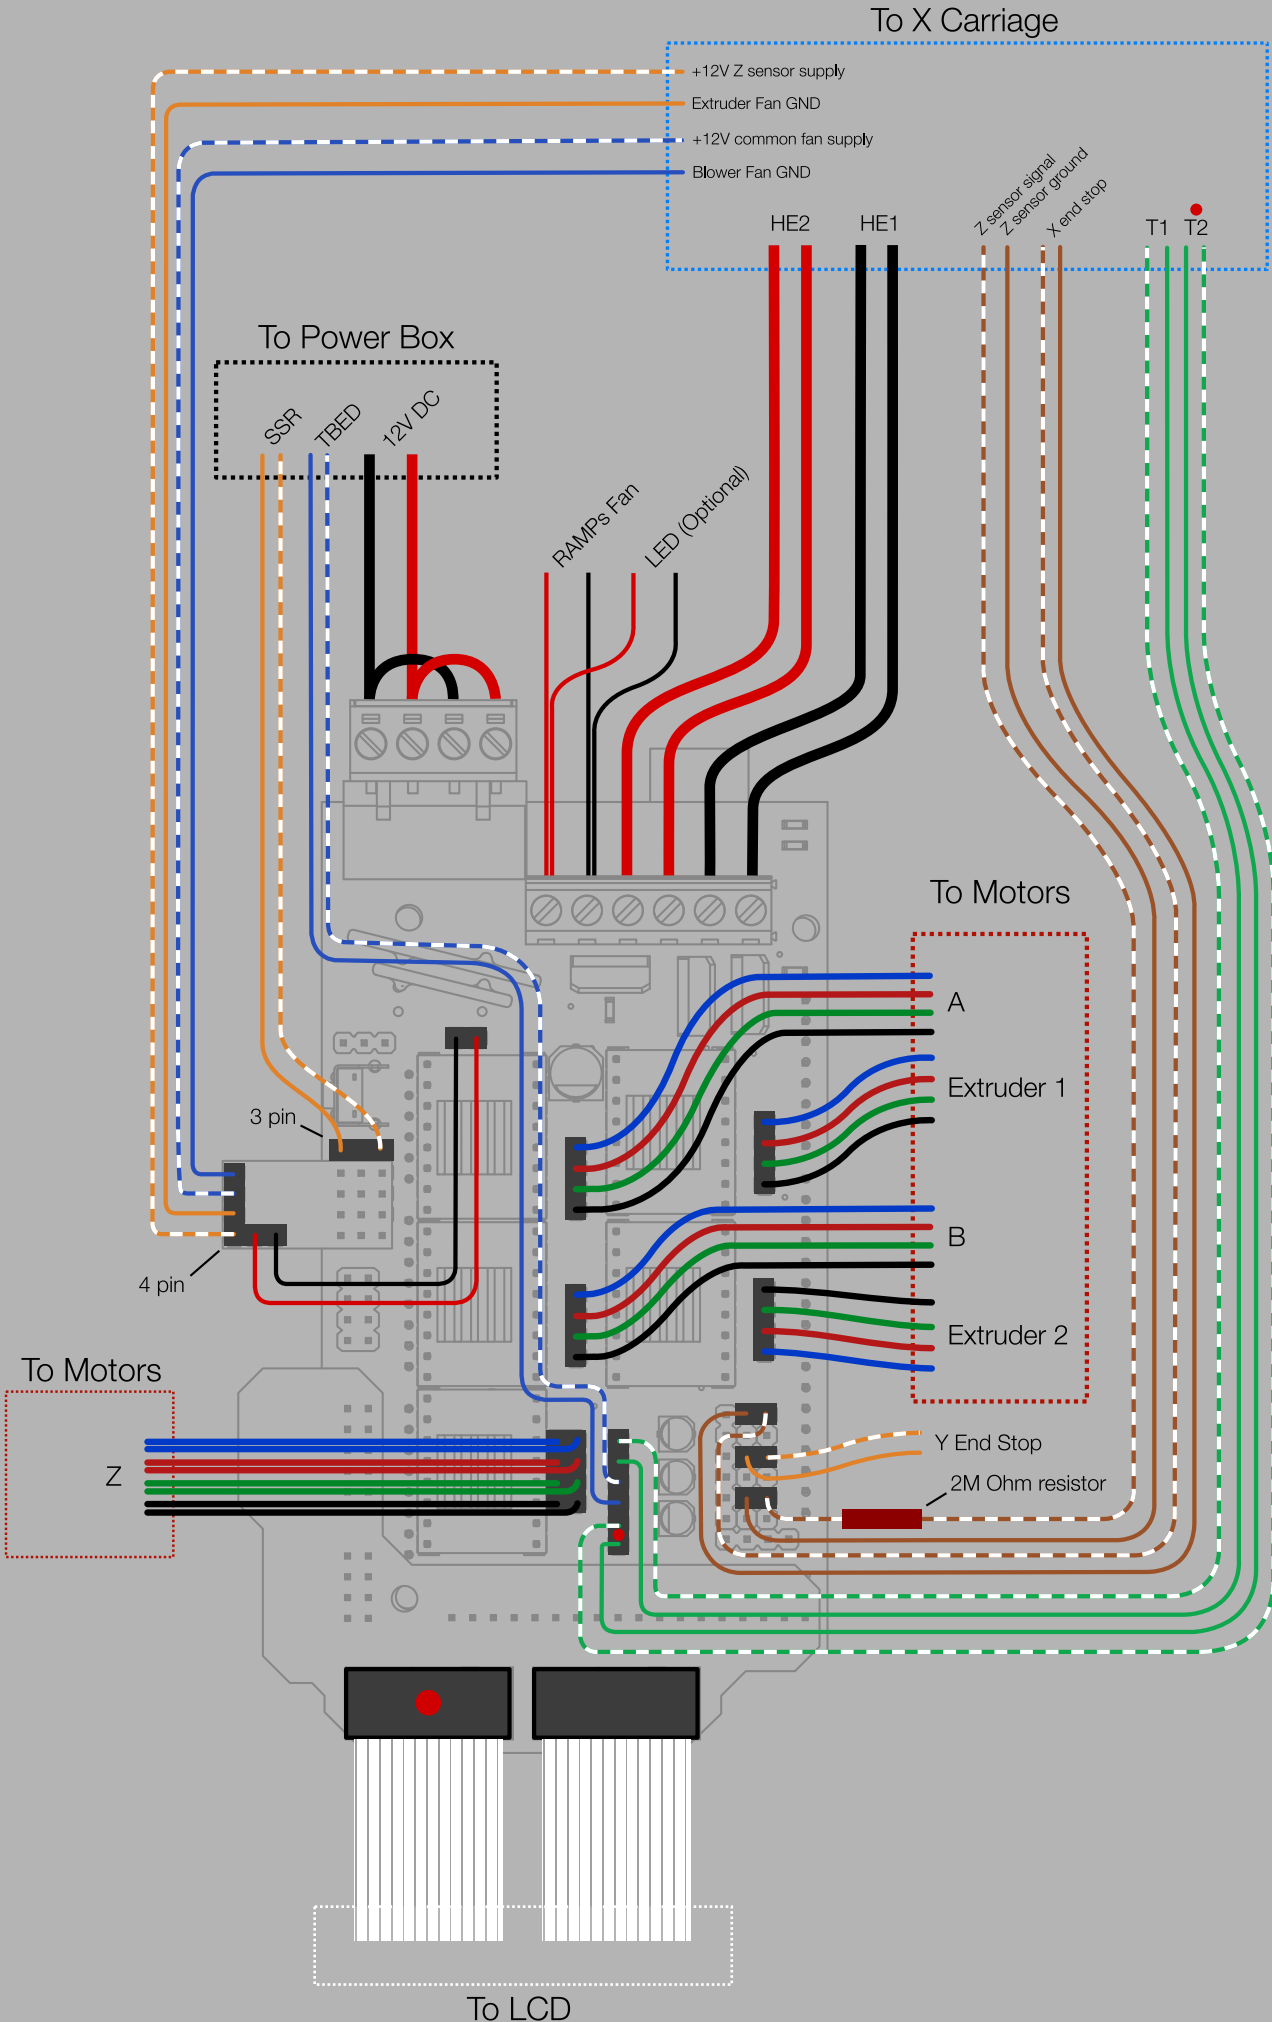 To X Carriage
+12V Z sensor supply
Extruder Fan GND
+12V common fan supply
Blower Fan GND
Z sensor signal
Z sensor ground
X end stop
HE2
HE1
T1
T2
To Power Box
SSR
TBED
12V DC
RAMPs Fan
LED (Optional)
To Motors
A
Extruder 1
3 pin
B
4 pin
Extruder 2
To Motors
Y End Stop
Z
2M Ohm resistor
To LCD